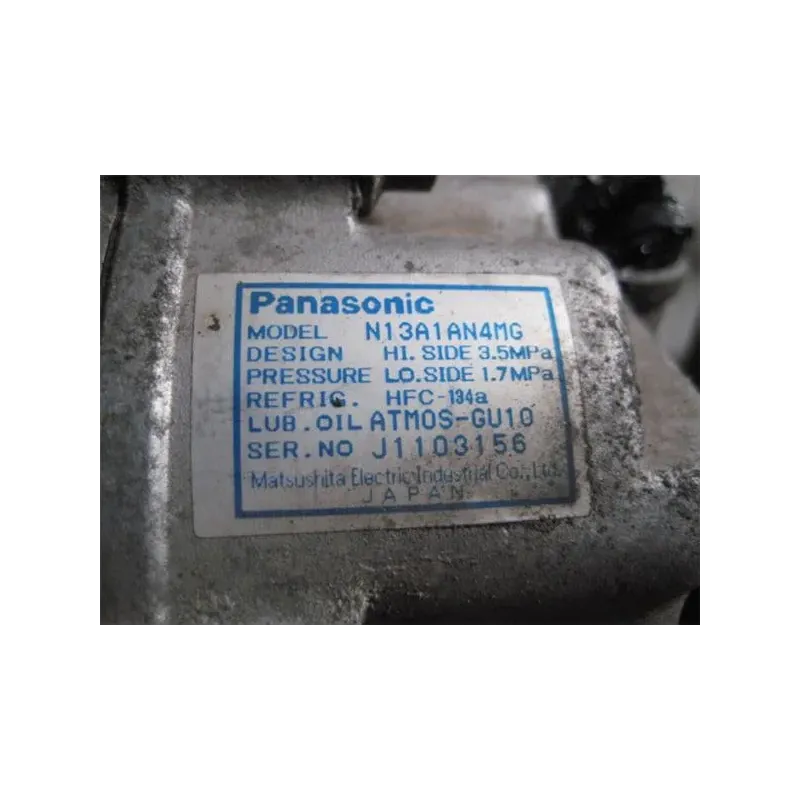 Panasonic
MODEL N13A1AN4MG
DESIGN HI. SIDE 3.5MPa
PRESSURE LO. SIDE 1.7MPa
REFRIG. HFC-134a
LUB. OIL ATMOS-GU10
SER. NO J1103156
Matsushita Electric Industrial Co., Ltd.
JAPAN